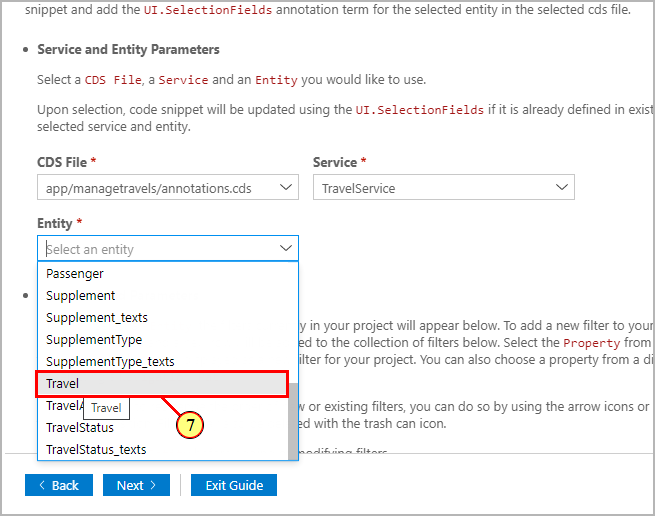 snippet and add the UI.SelectionFields annotation term for the selected entity in the selected cds file.
Service and Entity Parameters
Select a CDS File, a Service and an Entity you would like to use.
Upon selection, code snippet will be updated using the UI.SelectionFields if it is already defined in exist
selected service and entity.
CDS File * Service *
app/managetravels/annotations.cds TravelService
Entity *
Select an entity
Passenger
Supplement
Supplement_texts
y in your project will appear below. To add a new filter to your
SupplementType
ed to the collection of filters below. Select the Property from
SupplementType_texts
ilter for your project. You can also choose a property from a di
Travel
Travel
w or existing filters, you can do so by using the arrow icons or
TravelStatus 7
d with the trash can icon.
TravelStatus_texts
modifying filters
Back Next Exit Guide